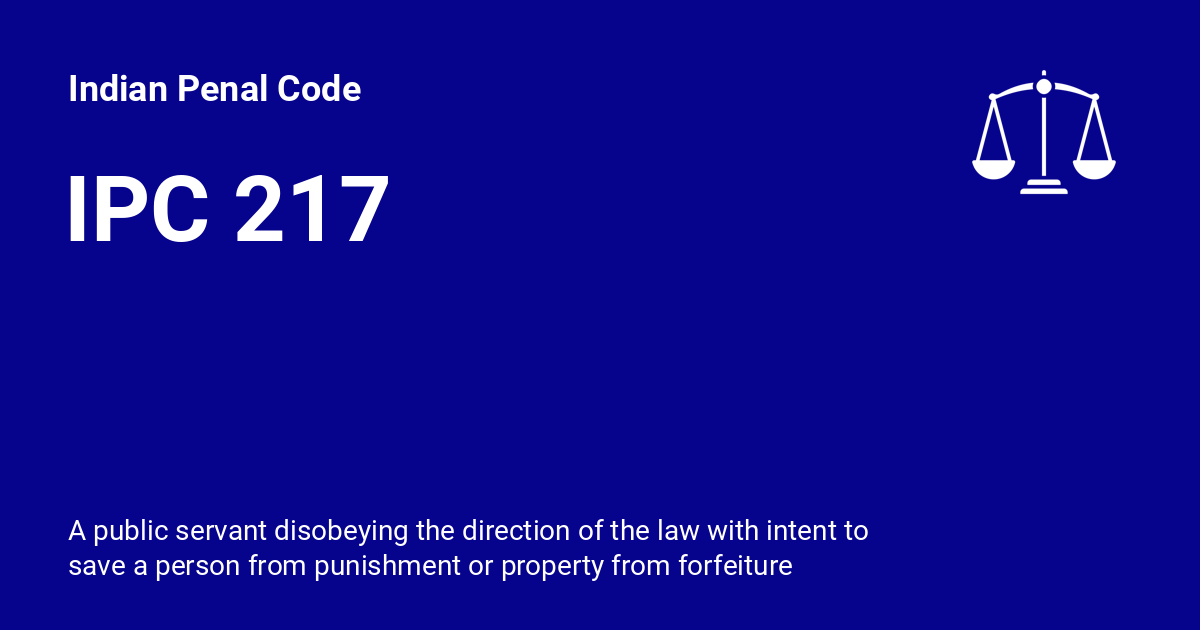 Indian Penal Code
IPC 217
A public servant disobeying the direction of the law with intent to
save a person from punishment or property from forfeiture